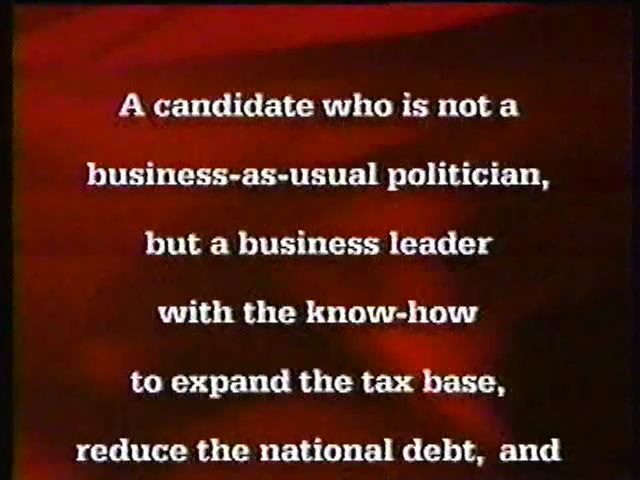 A candidate who is not a
business-as-usual politician,
but a business leader
with the know-how
to expand the tax base,
reduce the national debt, and